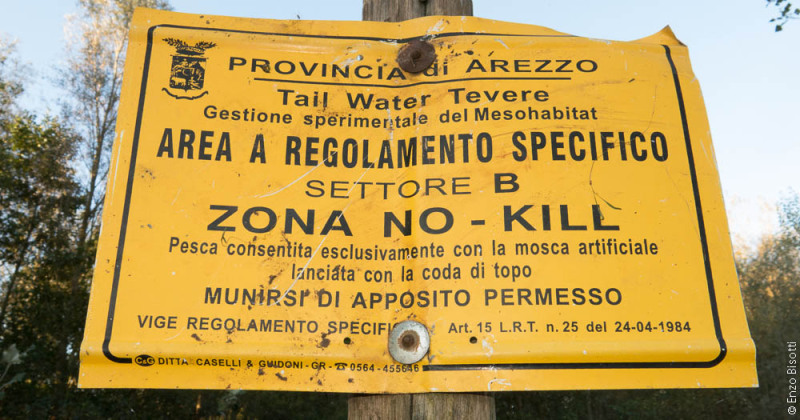 PROVINCIA di AREZZO
Tail Water Tevere
Gestione sperimentale del Mesohabitat
AREA A REGOLAMENTO SPECIFICO
SETTORE B
ZONA NO - KILL
Pesca consentita esclusivamente con la mosca artificiale
lanciata con la coda di topo
MUNIRSI DI APPOSITO PERMESSO
VIGE REGOLAMENTO SPECIFI Art. 15 L.R.T. n. 25 del 24-04-1984
C&G DITTA CASELLI & GUIDONI - GR - ☎ 0564 - 455646
© Enzo Bisotti